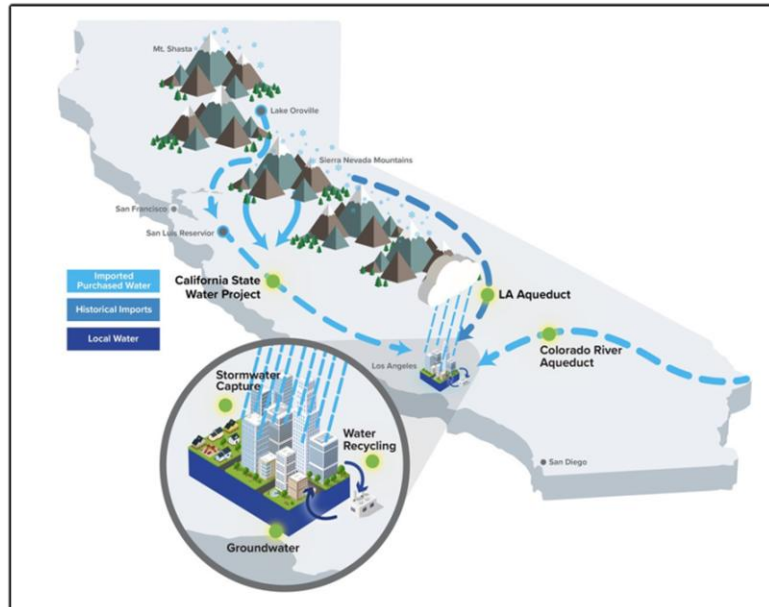 Mt. Shasta
Lake Oroville
Sierra Nevada Mountains
San Francisco
San Luis Reservior
Imported
Purchased Water
Historical Imports
Local Water
California State
Water Project
LA Aqueduct
Colorado River
Aqueduct
Los Angeles
Stormwater
Capture
Water
Recycling
San Diego
Groundwater